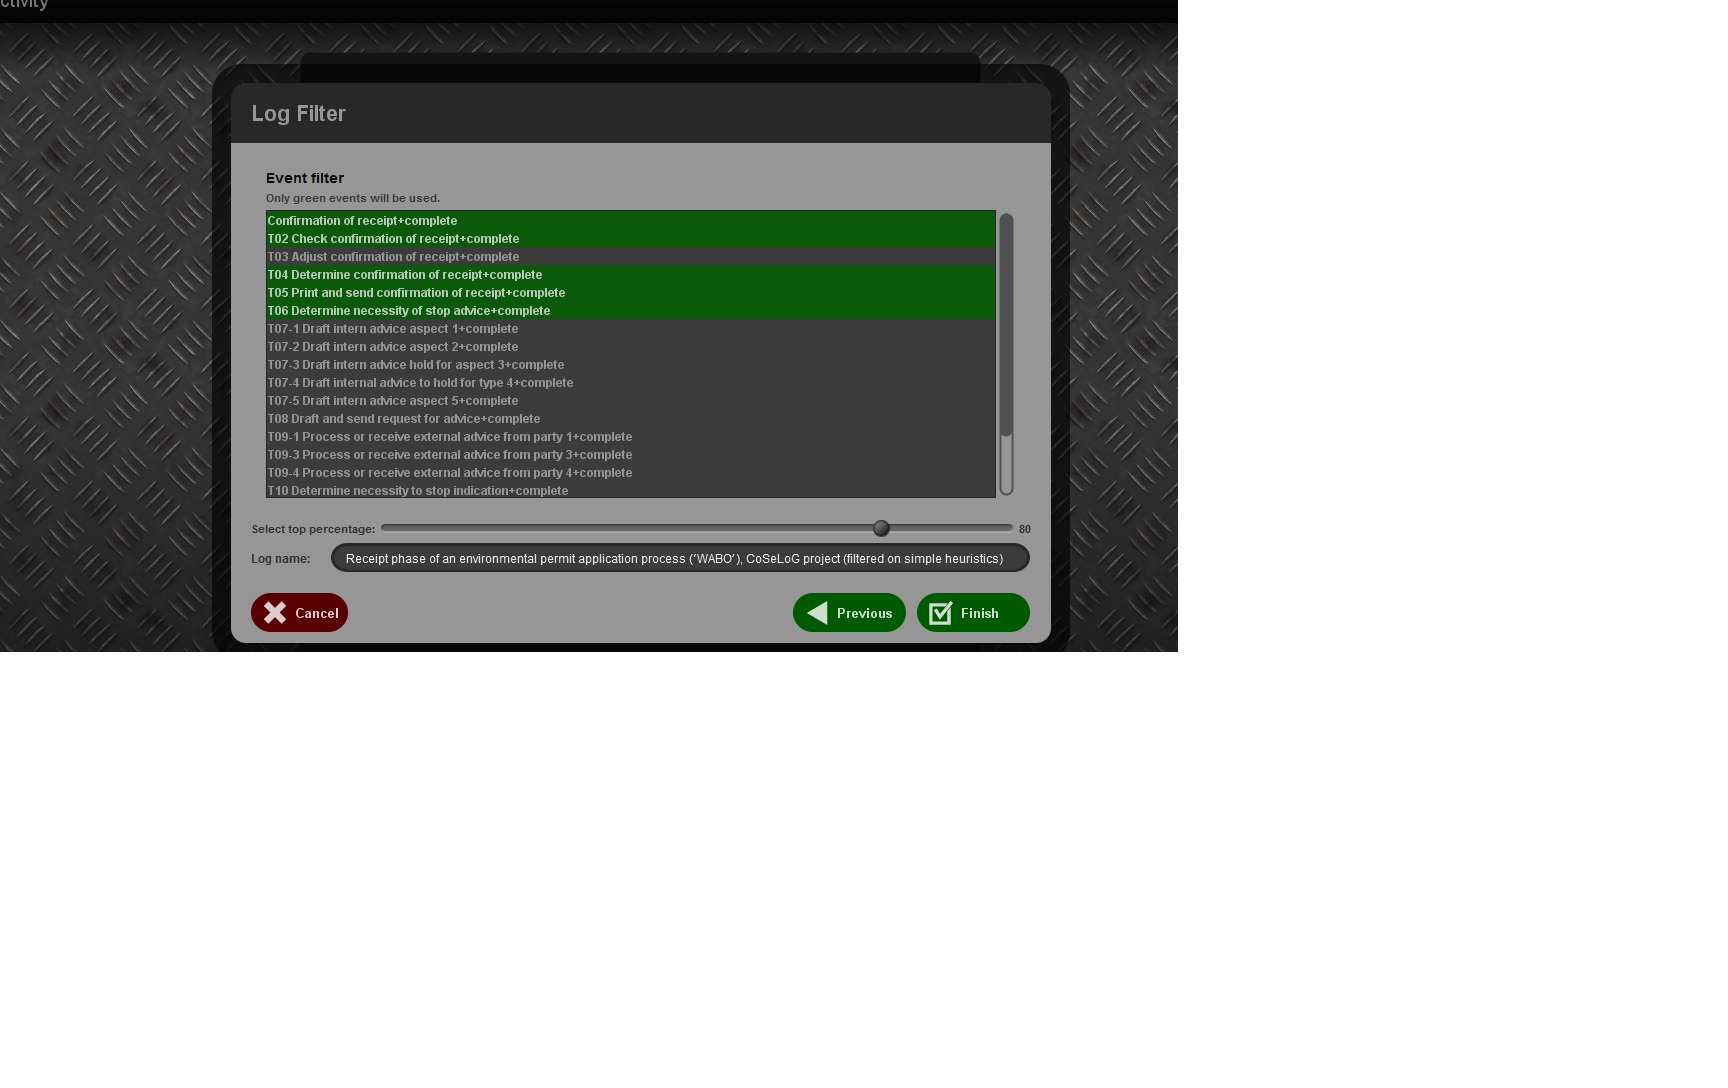 ctivity
Log Filter
Event filter
Only green events will be used.
Confirmation of receipt+complete
T02 Check confirmation of receipt+complete
T03 Adjust confirmation of receipt+complete
T04 Determine confirmation of receipt+complete
T05 Print and send confirmation of receipt+complete
T06 Determine necessity of stop advice+complete
T07-1 Draft intern advice aspect 1+complete
T07-2 Draft intern advice aspect 2+complete
T07-3 Draft intern advice hold for aspect 3+complete
T07-4 Draft internal advice to hold for type 4+complete
T07-5 Draft intern advice aspect 5+complete
T08 Draft and send request for advice+complete
T09-1 Process or receive external advice from party 1+complete
T09-3 Process or receive external advice from party 3+complete
T09-4 Process or receive external advice from party 4+complete
T10 Determine necessity to stop indication+complete
Select top percentage: 80
Log name: Receipt phase of an environmental permit application process (‘WABO’), CoSeLoG project (filtered on simple heuristics)
Cancel Previous Finish